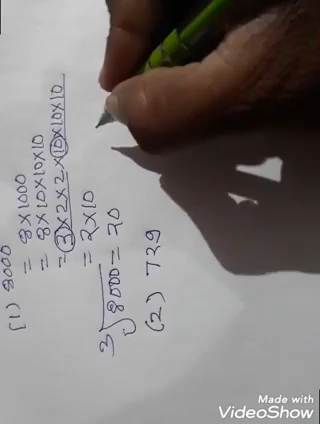 (1) 8000
= 8×1000
= 8×10×10×10
= 2×2×2×10×10×10
= 2×10
∛8000 = 20
(2) 729
Made with
VideoShow